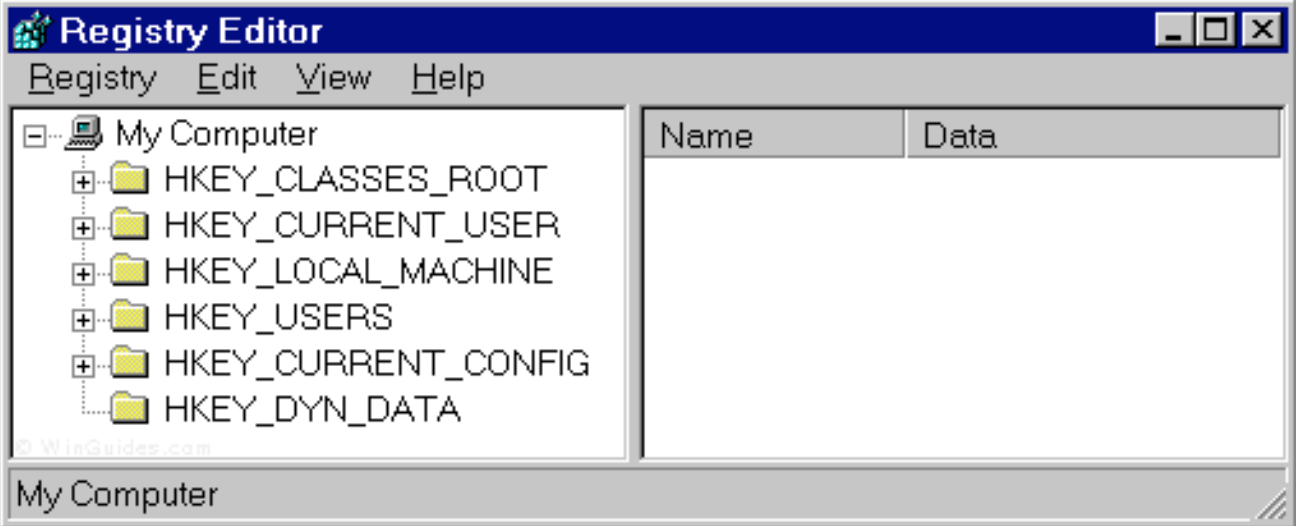 Registry Editor
Registry Edit View Help
My Computer
HKEY_CLASSES_ROOT
HKEY_CURRENT_USER
HKEY_LOCAL_MACHINE
HKEY_USERS
HKEY_CURRENT_CONFIG
HKEY_DYN_DATA
© WinGuides.com
Name Data
My Computer